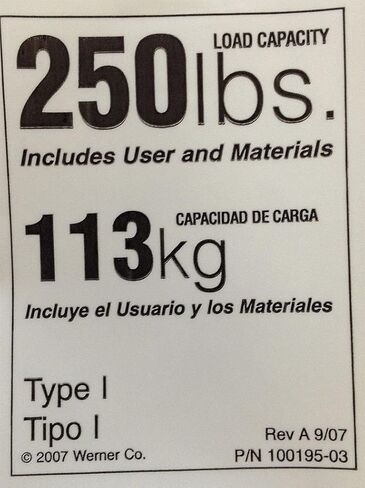 LOAD CAPACITY
250lbs.
Includes User and Materials
CAPACIDAD DE CARGA
113kg
Incluye el Usuario y los Materiales
Type I
Tipo I
Rev A 9/07
© 2007 Werner Co.
P/N 100195-03